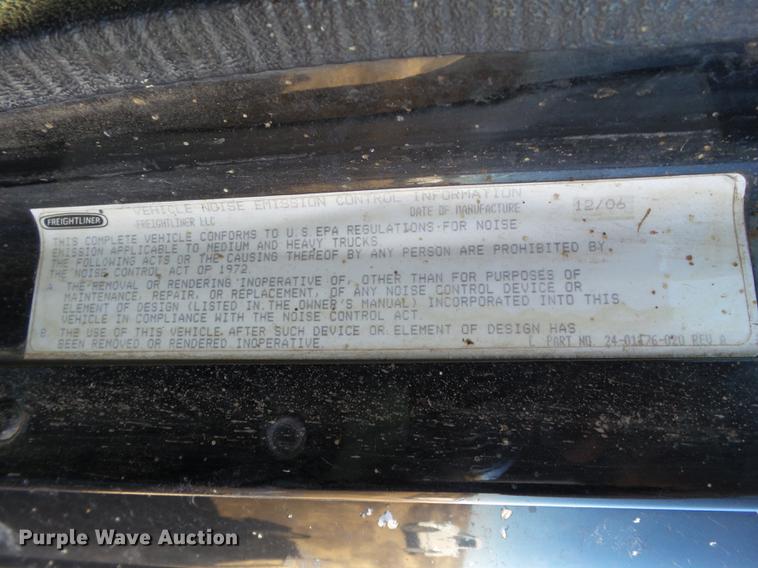 FREIGHTLINER
VEHICLE NOISE EMISSION CONTROL INFORMATION
FREIGHTLINER LLC DATE OF MANUFACTURE 12/06
THIS COMPLETE VEHICLE CONFORMS TO U.S.EPA REGULATIONS FOR NOISE
EMISSION APPLICABLE TO MEDIUM AND HEAVY TRUCKS.
THE FOLLOWING ACTS OR THE CAUSING THEREOF BY ANY PERSON ARE PROHIBITED BY
THE NOISE CONTROL ACT OF 1972.
A. THE REMOVAL OR RENDERING INOPERATIVE OF, OTHER THAN FOR PURPOSES OF
MAINTENANCE, REPAIR, OR REPLACEMENT, OF ANY NOISE CONTROL DEVICE OR
ELEMENT OF DESIGN (LISTED IN THE OWNER'S MANUAL) INCORPORATED INTO THIS
VEHICLE IN COMPLIANCE WITH THE NOISE CONTROL ACT.
B. THE USE OF THIS VEHICLE AFTER SUCH DEVICE OR ELEMENT OF DESIGN HAS
BEEN REMOVED OR RENDERED INOPERATIVE.
PART NO. REV A
Purple Wave Auction